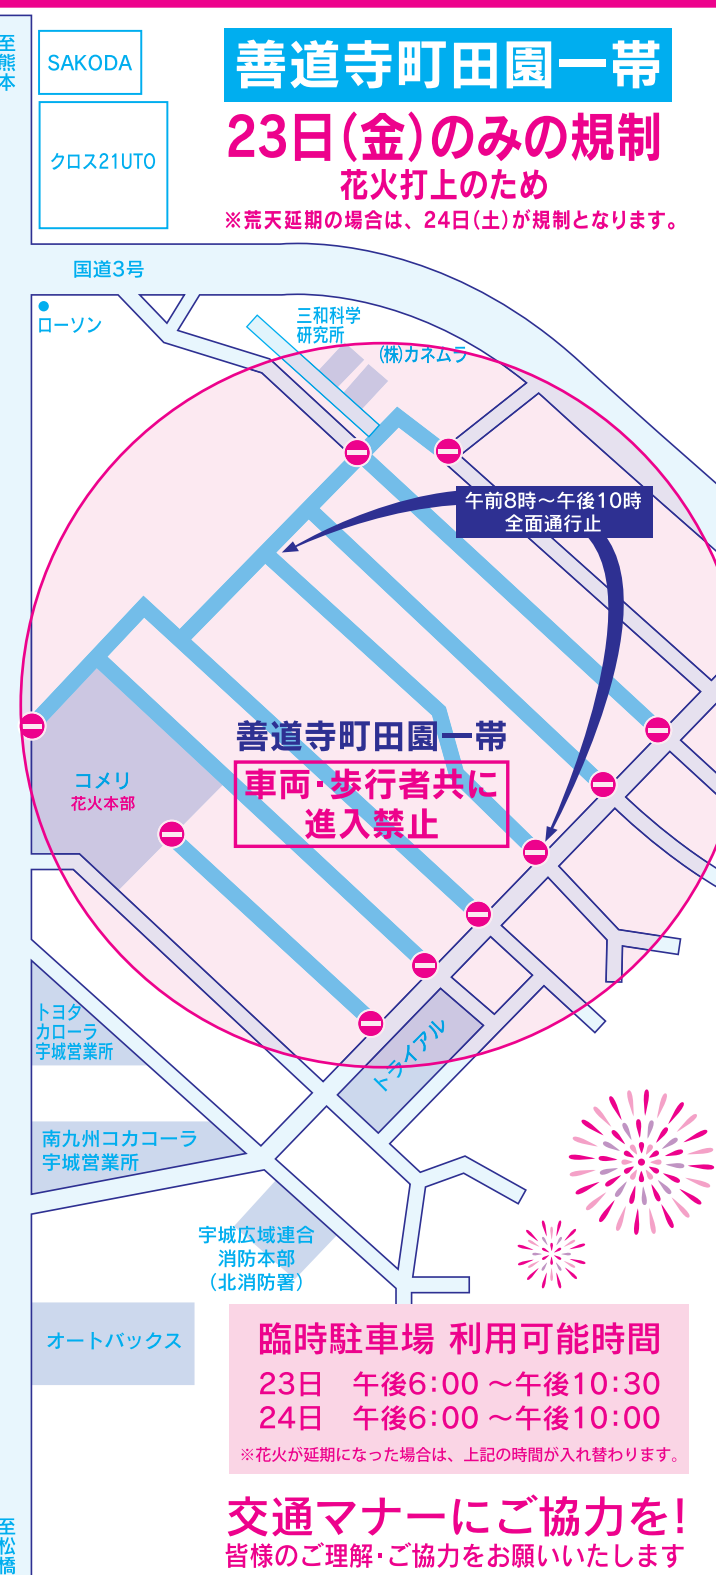 至熊本
SAKODA
善道寺町田園一帯
23日(金)のみの規制
花火打上のため
※荒天延期の場合は、24日(土)が規制となります。
クロス21UTO
国道3号
ローソン
三和科学
研究所
(株)カネムラ
午前8時～午後10時
全面通行止
善道寺町田園一帯
車両・歩行者共に
進入禁止
コメリ
花火本部
トヨタ
カローラ
宇城営業所
トライアル
南九州コカコーラ
宇城営業所
宇城広域連合
消防本部
(北消防署)
オートバックス
臨時駐車場 利用可能時間
23日　午後6:00 ～午後10:30
24日　午後6:00 ～午後10:00
※花火が延期になった場合は、上記の時間が入れ替わります。
交通マナーにご協力を!
皆様のご理解・ご協力をお願いいたします
至松橋